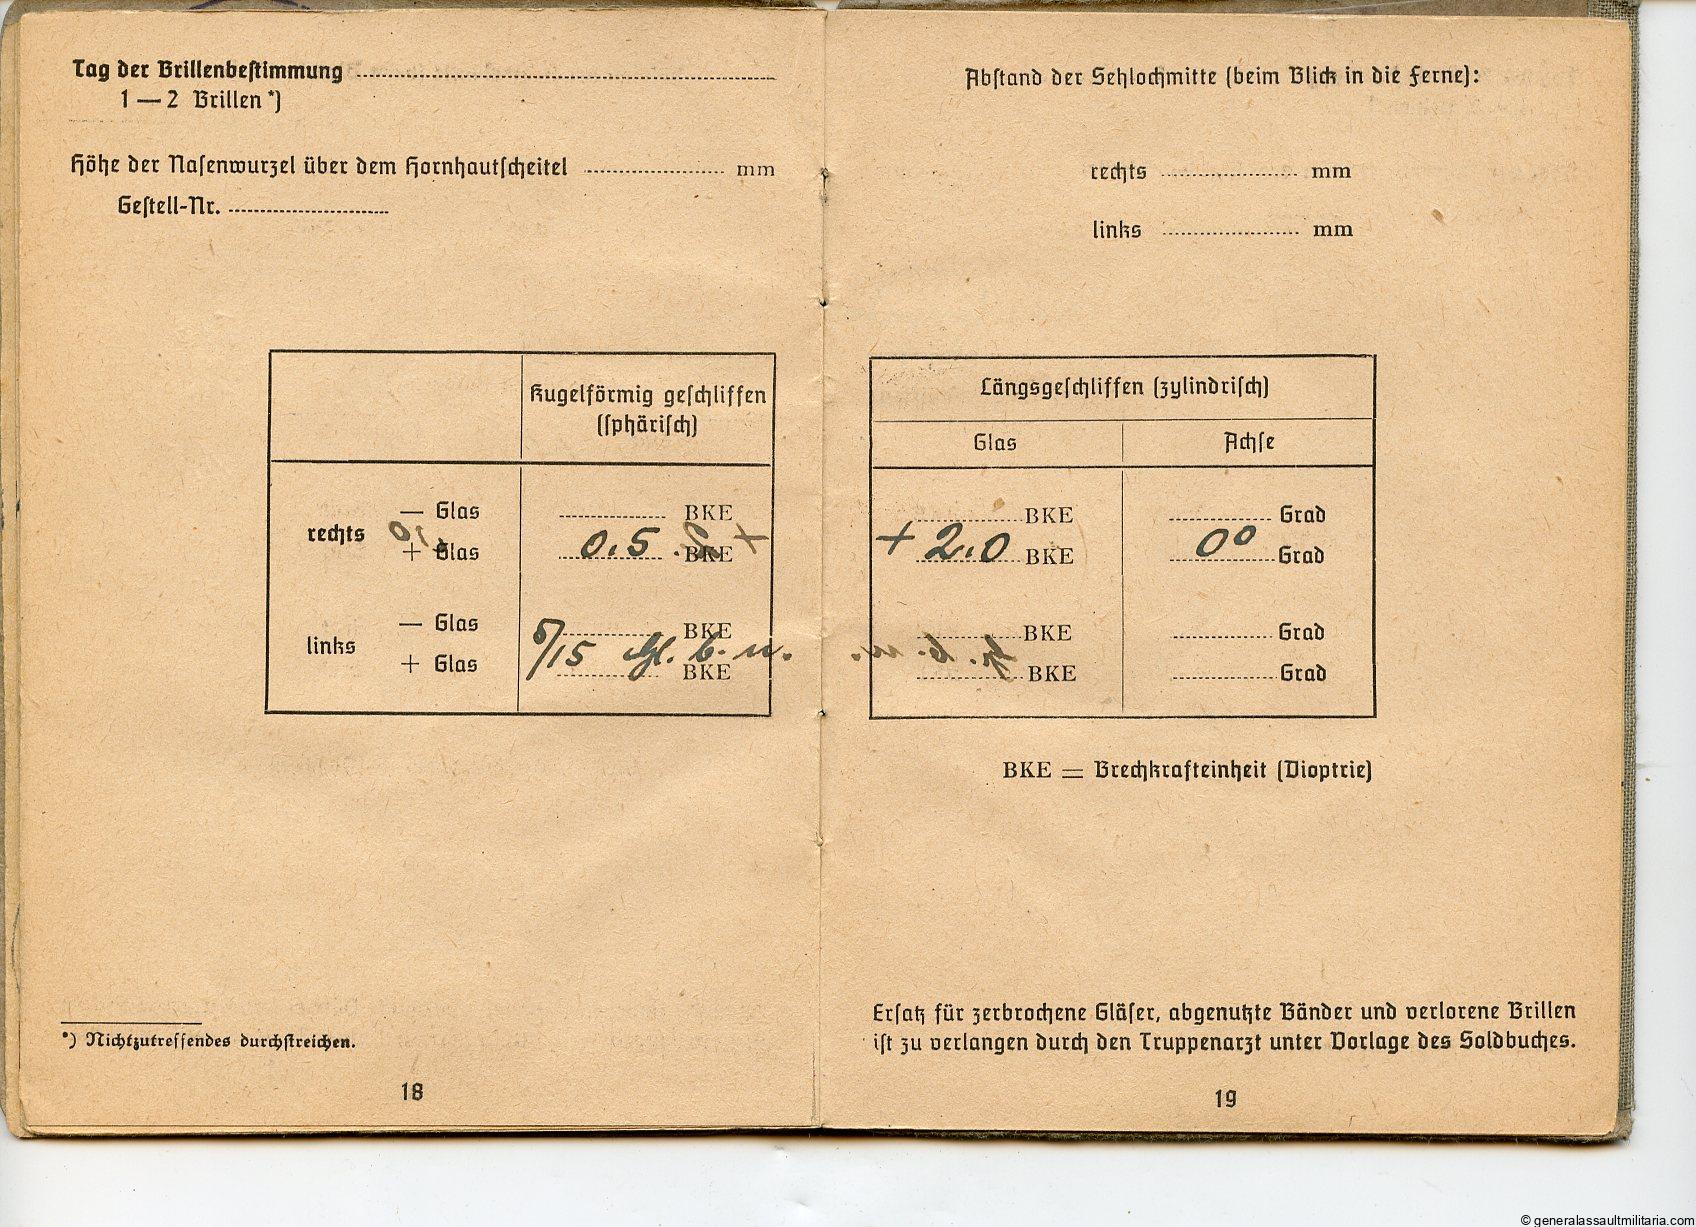 Tag der Brillenbestimmung
1 — 2 Brillen *)
Höhe der Nasenwurzel über dem Hornhautscheitel mm
Gestell-Nr.
Kugelförmig geschliffen
(sphärisch)
rechts
— Glas BKE
+ Glas 0.5 BKE
links
— Glas BKE
+ Glas 5/15 Gl. b. n. BKE
*) Nichtzutreffendes durchstreichen.
18
Abstand der Sehlochmitte (beim Blick in die Ferne):
rechts mm
links mm
Längsgeschliffen (zylindrisch)
Glas Achse
BKE Grad
+ 2.0 BKE 0° Grad
BKE Grad
BKE Grad
BKE = Brechkrafteinheit (Dioptrie)
Ersatz für zerbrochene Gläser, abgenutzte Bänder und verlorene Brillen
ist zu verlangen durch den Truppenarzt unter Vorlage des Soldbuches.
19
© generalassaultmilitaria.com